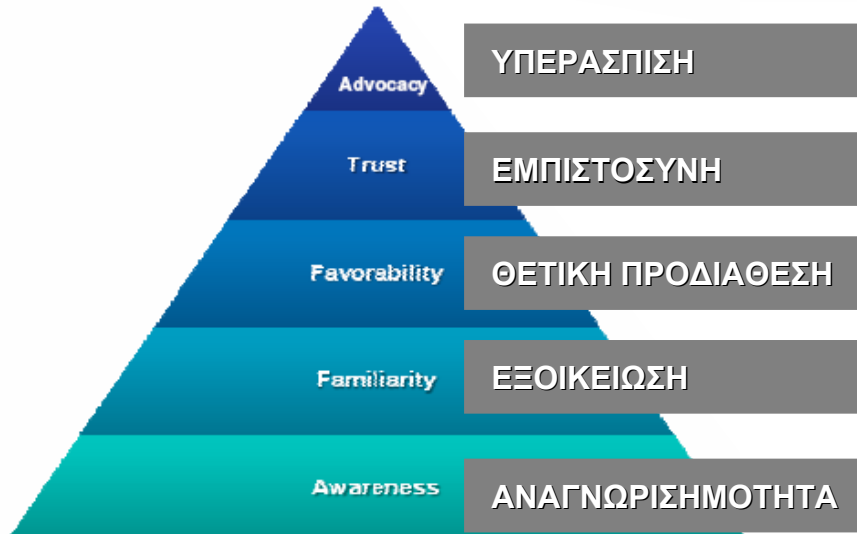 Advocacy ΥΠΕΡΑΣΠΙΣΗ
Trust ΕΜΠΙΣΤΟΣΥΝΗ
Favorability ΘΕΤΙΚΗ ΠΡΟΔΙΑΘΕΣΗ
Familiarity ΕΞΟΙΚΕΙΩΣΗ
Awareness ΑΝΑΓΝΩΡΙΣΗΜΟΤΗΤΑ